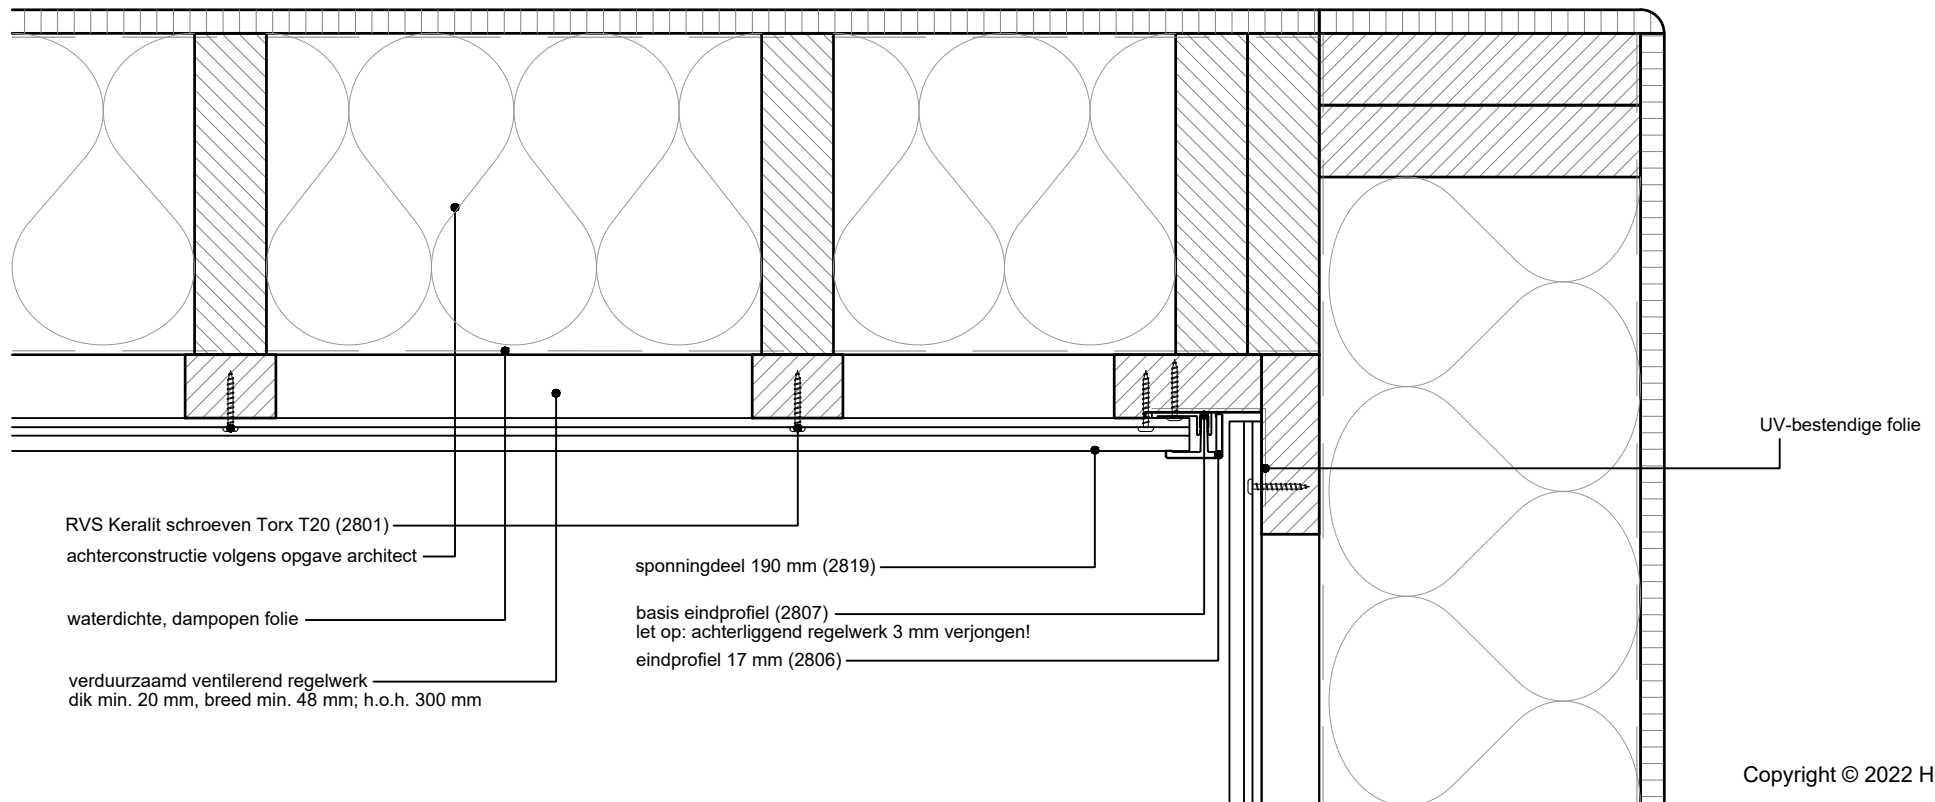 UV-bestendige folie
RVS Keralit schroeven Torx T20 (2801)
achterconstructie volgens opgave architect
waterdichte, dampopen folie
verduurzaamd ventilerend regelwerk
dik min. 20 mm, breed min. 48 mm; h.o.h. 300 mm
sponningdeel 190 mm (2819)
basis eindprofiel (2807)
let op: achterliggend regelwerk 3 mm verjongen!
eindprofiel 17 mm (2806)
Copyright © 2022 H